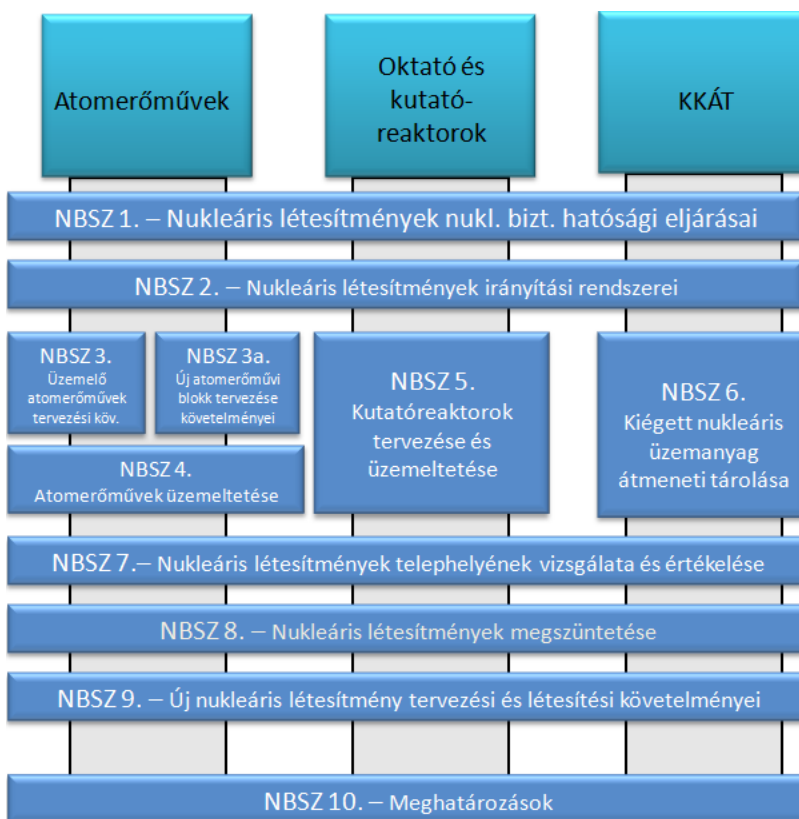 Atomerőművek
Oktató és
kutató-
reaktorok
KKÁT
NBSZ 1. – Nukleáris létesítmények nukl. bizt. hatósági eljárásai
NBSZ 2. – Nukleáris létesítmények irányítási rendszerei
NBSZ 3.
Üzemelő
atomerőművek
tervezési köv.
NBSZ 3a.
Új atomerőművi
blokk tervezése
követelményei
NBSZ 4.
Atomerőművek üzemeltetése
NBSZ 5.
Kutatóreaktorok
tervezése és
üzemeltetése
NBSZ 6.
Kiégett nukleáris
üzemanyag
átmeneti tárolása
NBSZ 7.– Nukleáris létesítmények telephelyének vizsgálata és értékelése
NBSZ 8. – Nukleáris létesítmények megszüntetése
NBSZ 9. – Új nukleáris létesítmény tervezési és létesítési követelményei
NBSZ 10. – Meghatározások